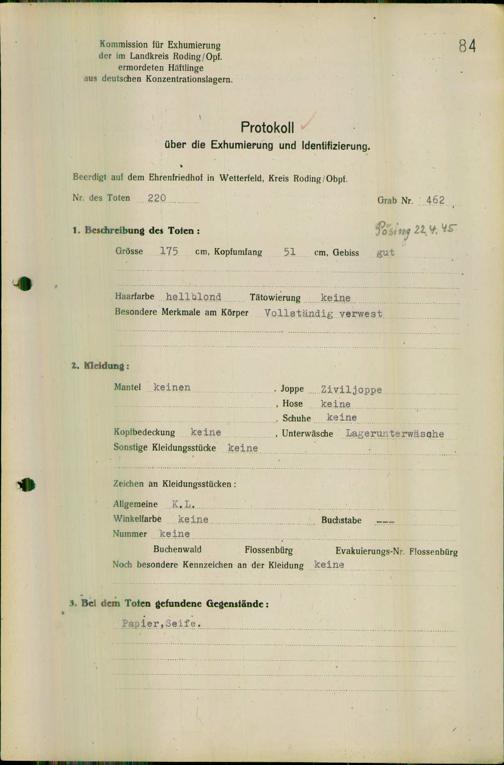 84
Kommission für Exhumierung
der im Landkreis Roding/Opf.
ermordeten Häftlinge
aus deutschen Konzentrationslagern.
Protokoll
über die Exhumierung und Identifizierung.
Beerdigt auf dem Ehrenfriedhof in Wetterfeld, Kreis Roding/Obpf.
Nr. des Toten 220 Grab Nr. 462
Pösing 22.4.45
1. Beschreibung des Toten:
Grösse 175 cm, Kopfumfang 51 cm, Gebiss gut
Haarfarbe hellblond Tätowierung keine
Besondere Merkmale am Körper Vollständig verwest
2. Kleidung:
Mantel keinen , Joppe Ziviljoppe
, Hose keine
, Schuhe keine
Kopfbedeckung keine , Unterwäsche Lagerunterwäsche
Sonstige Kleidungsstücke keine
Zeichen an Kleidungsstücken:
Allgemeine K.L.
Winkelfarbe keine Buchstabe ---
Nummer keine
Buchenwald Flossenbürg Evakuierungs-Nr. Flossenbürg
Noch besondere Kennzeichen an der Kleidung keine
3. Bei dem Toten gefundene Gegenstände:
Papier,Seife.